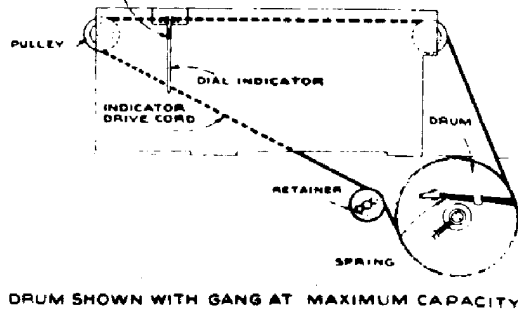 PULLEY
DIAL INDICATOR
INDICATOR
DRIVE CORD
DRUM
RETAINER
SPRING
DRUM SHOWN WITH GANG AT MAXIMUM CAPACITY